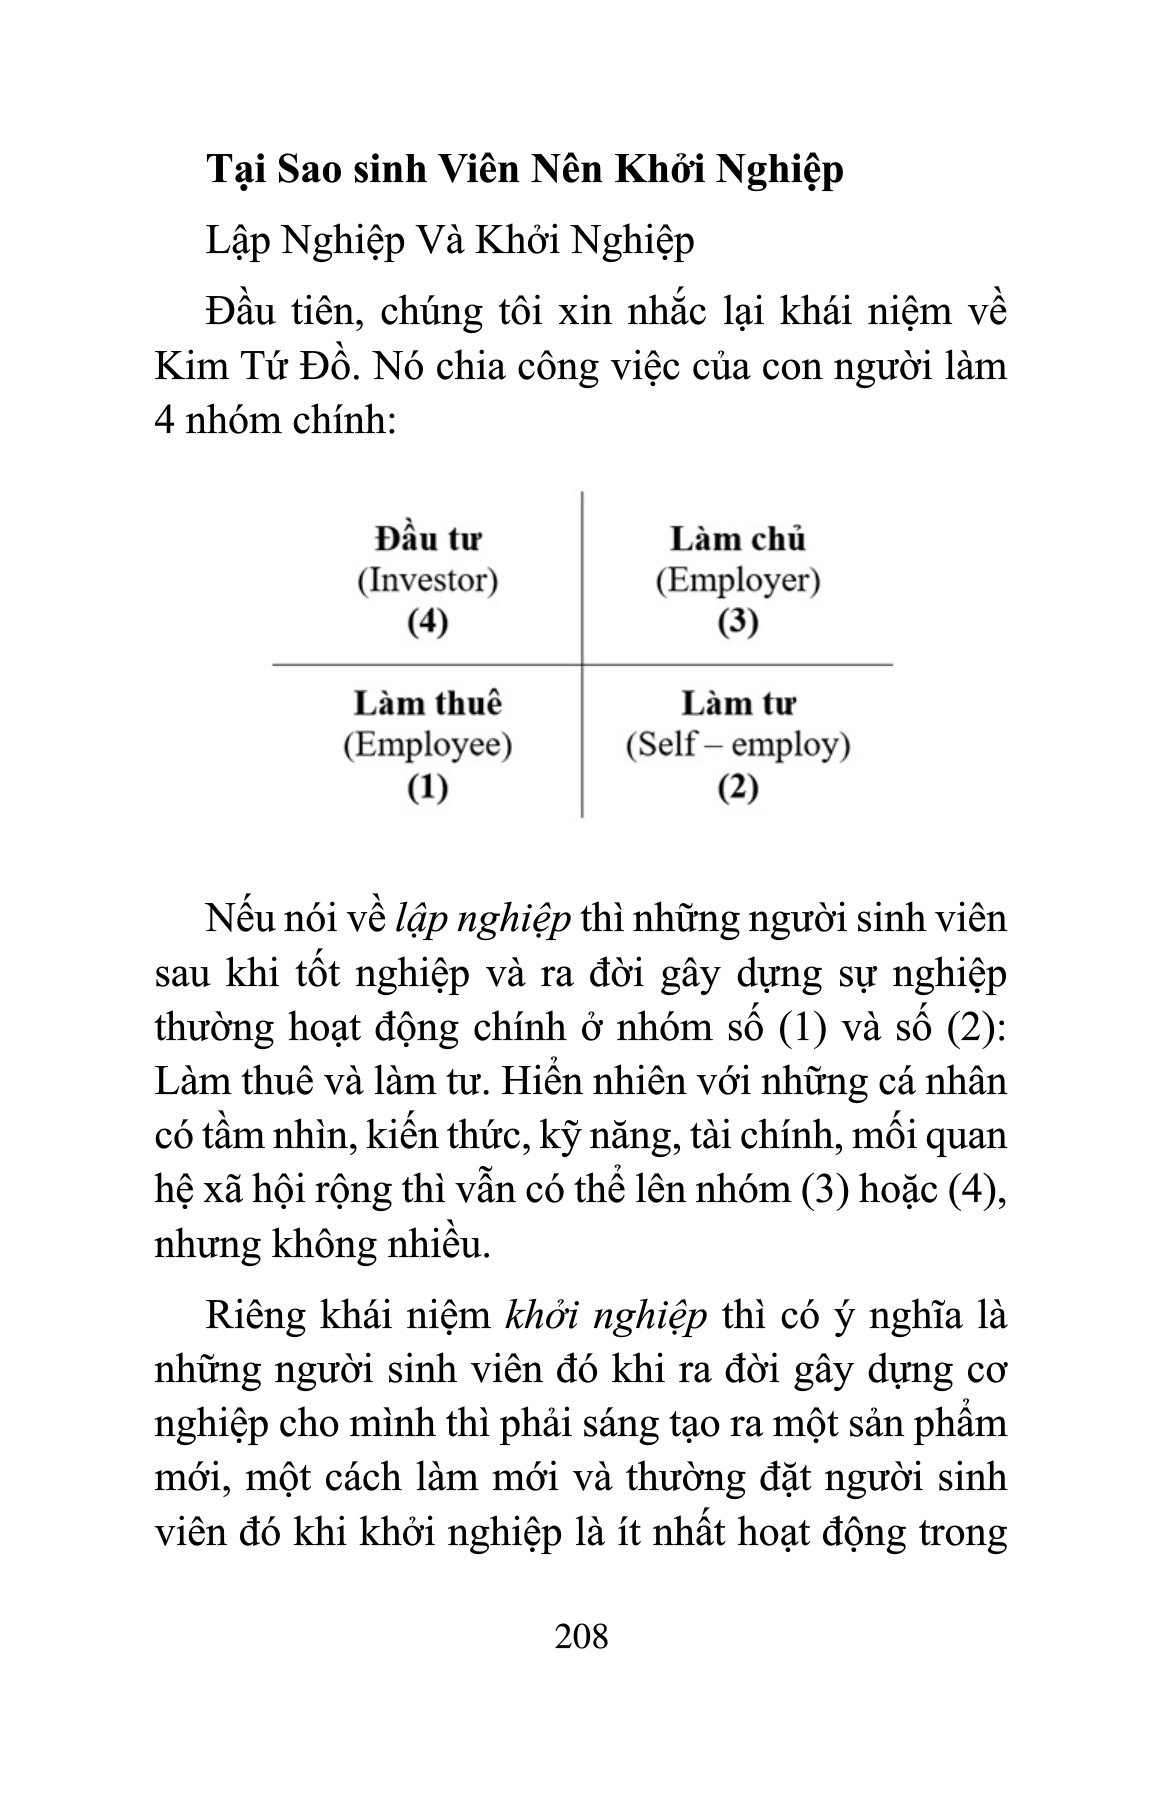 Tại Sao sinh Viên Nên Khởi Nghiệp
Lập Nghiệp Và Khởi Nghiệp
Đầu tiên, chúng tôi xin nhắc lại khái niệm về
Kim Tứ Đồ. Nó chia công việc của con người làm
4 nhóm chính:
Đầu tư
(Investor)
(4)
Làm chủ
(Employer)
(3)
Làm thuê
(Employee)
(1)
Làm tư
(Self – employ)
(2)
Nếu nói về lập nghiệp thì những người sinh viên
sau khi tốt nghiệp và ra đời gây dựng sự nghiệp
thường hoạt động chính ở nhóm số (1) và số (2):
Làm thuê và làm tư. Hiển nhiên với những cá nhân
có tầm nhìn, kiến thức, kỹ năng, tài chính, mối quan
hệ xã hội rộng thì vẫn có thể lên nhóm (3) hoặc (4),
nhưng không nhiều.
Riêng khái niệm khởi nghiệp thì có ý nghĩa là
những người sinh viên đó khi ra đời gây dựng cơ
nghiệp cho mình thì phải sáng tạo ra một sản phẩm
mới, một cách làm mới và thường đặt người sinh
viên đó khi khởi nghiệp là ít nhất hoạt động trong
208